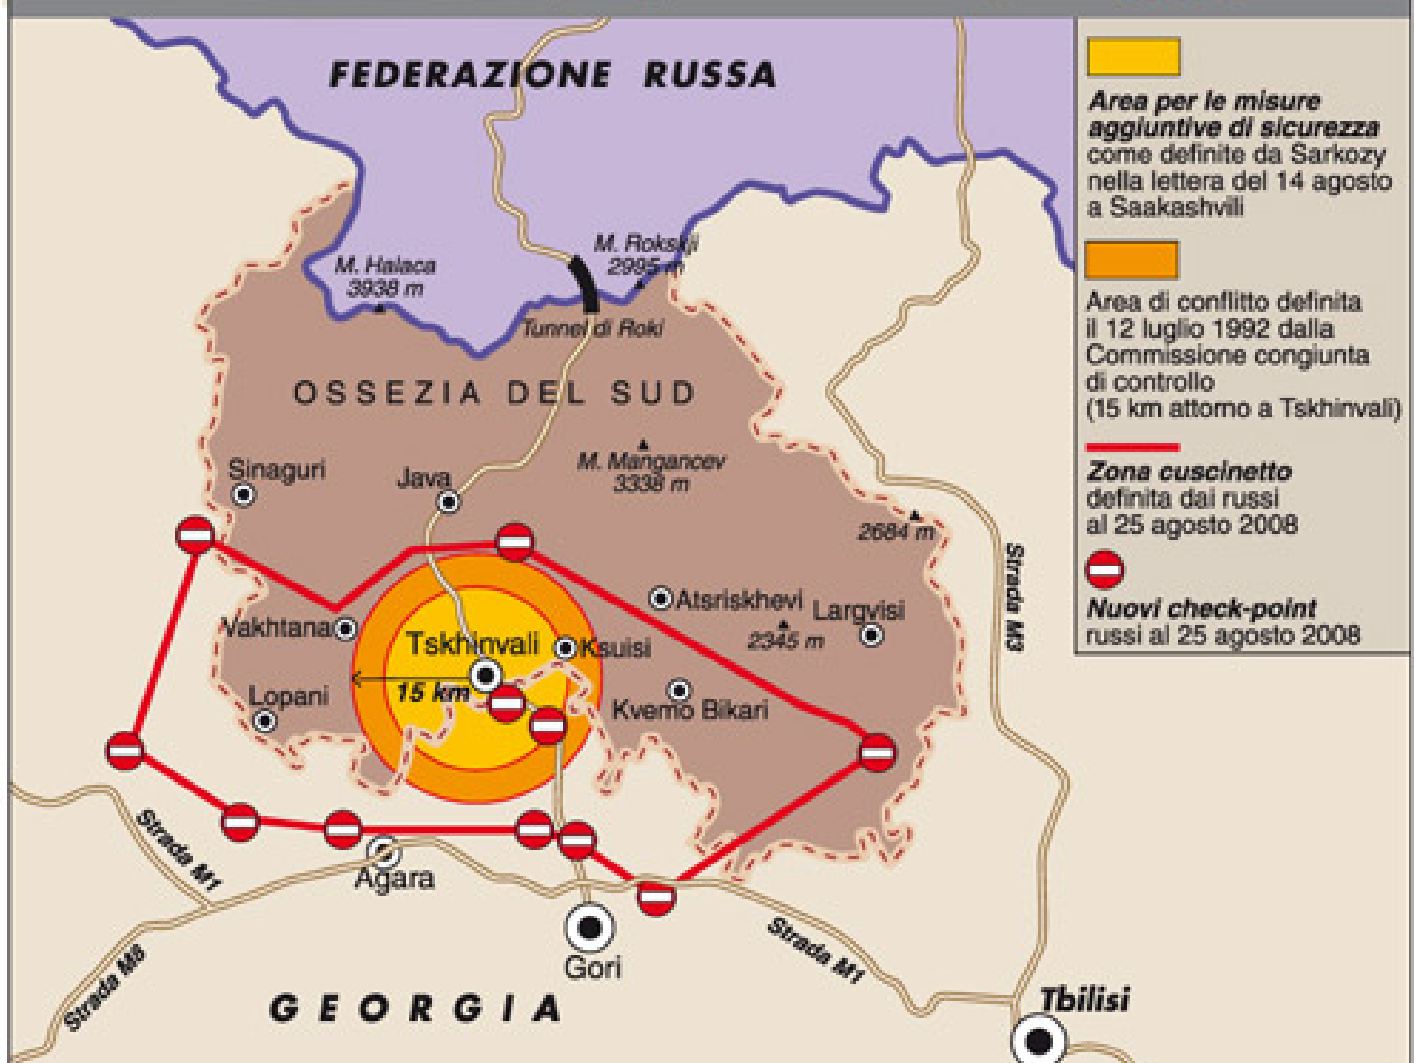 FEDERAZIONE RUSSA
M. Rokskji
2995 m
M. Halaca
3938 m
Tunnel di Roki
OSSEZIA DEL SUD
M. Mangancev
3338 m
Sinaguri
Java
2684 m
Strada M3
Atsriskhevi
Largvisi
2345 m
Vakhtana
Tskhinvali
Ksuisi
15 km
Lopani
Kvemo Bikari
Strada M1
Agara
Gori
Strada M1
Strada M8
GEORGIA
Tbilisi
Area per le misure
aggiuntive di sicurezza
come definite da Sarkozy
nella lettera del 14 agosto
a Saakashvili
Area di conflitto definita
il 12 luglio 1992 dalla
Commissione congiunta
di controllo
(15 km attorno a Tskhinvali)
Zona cuscinetto
definita dai russi
al 25 agosto 2008
Nuovi check-point
russi al 25 agosto 2008